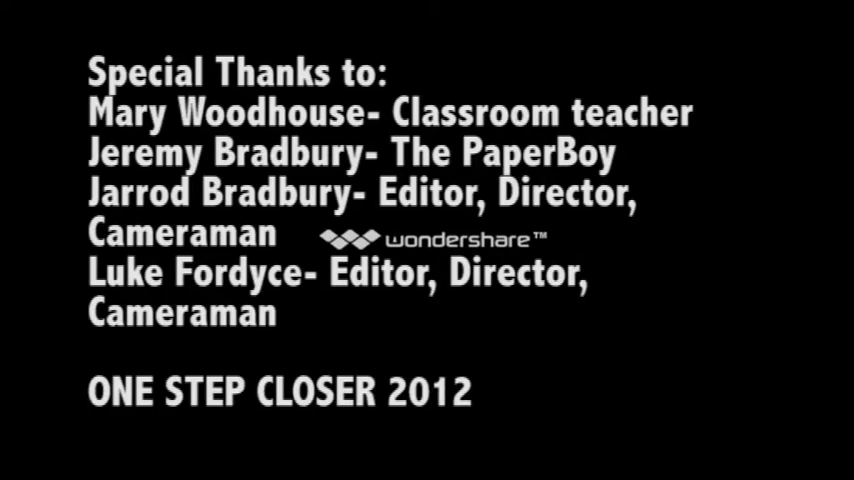 Special Thanks to:
Mary Woodhouse- Classroom teacher
Jeremy Bradbury- The PaperBoy
Jarrod Bradbury- Editor, Director,
Cameraman
wondershare™
Luke Fordyce- Editor, Director,
Cameraman
ONE STEP CLOSER 2012